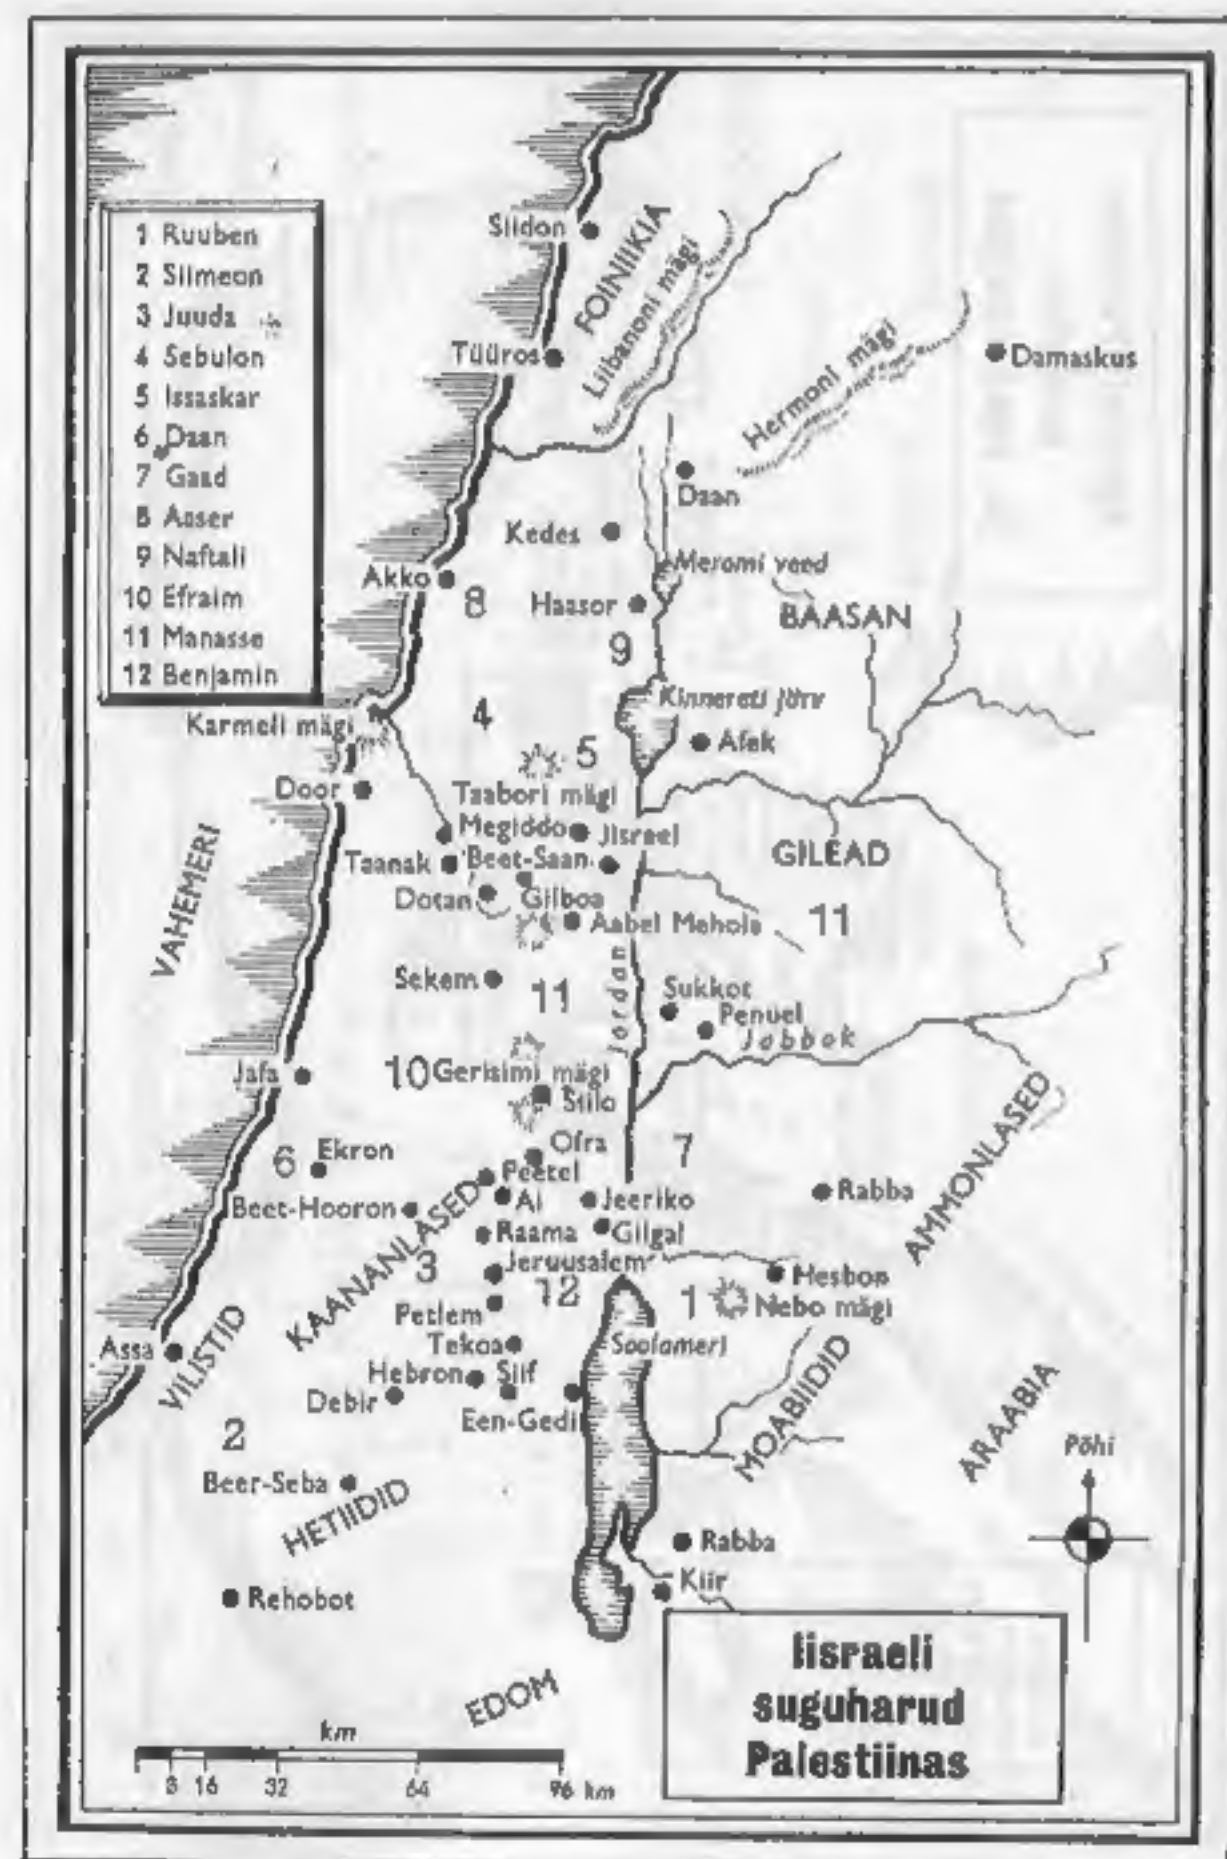 1 Ruuben
2 Siimeon
3 Juuda
4 Sebulon
5 Issaskar
6 Daan
7 Gaad
8 Asser
9 Naftali
10 Efraim
11 Manasse
12 Benjamin
Siidon
FOINIIKIA
Liibanoni mägi
Tüüros
Hermoni mägi
Damaskus
Daan
Kedes
Meromi veed
Akko
8
Haasor
BAASAN
9
Kinnereti järv
Karmeli mägi
4
5
Afek
Door
Taabori mägi
Megiddo
Jisreel
VAHEMERI
Taanak
Beet-Saan
GILEAD
Dotan
Gilboa
Aabel Mehola
11
Jordan
Sekem
11
Sukkot
Penuel
Jabbok
Jafa
10
Gerisimi mägi
Siilo
AMMONLASED
Ofra
7
6
Ekron
Peetel
Ai
Jeeriko
Rabba
Beet-Hooron
KAANANLASED
Raama
Gilgal
3
Jeruusalem
12
1
Hesbon
Nebo mägi
Petlem
Assa
VILISTID
Tekoa
Soolameri
Hebron
Siif
Debir
Een-Gedi
MOABIIDID
ARAABIA
2
Põhi
Beer-Seba
HETIIDID
Rabba
Kiir
Rehobot
EDOM
Iisraeli
suguharud
Palestiinas
km
8 16 32 64 96 km